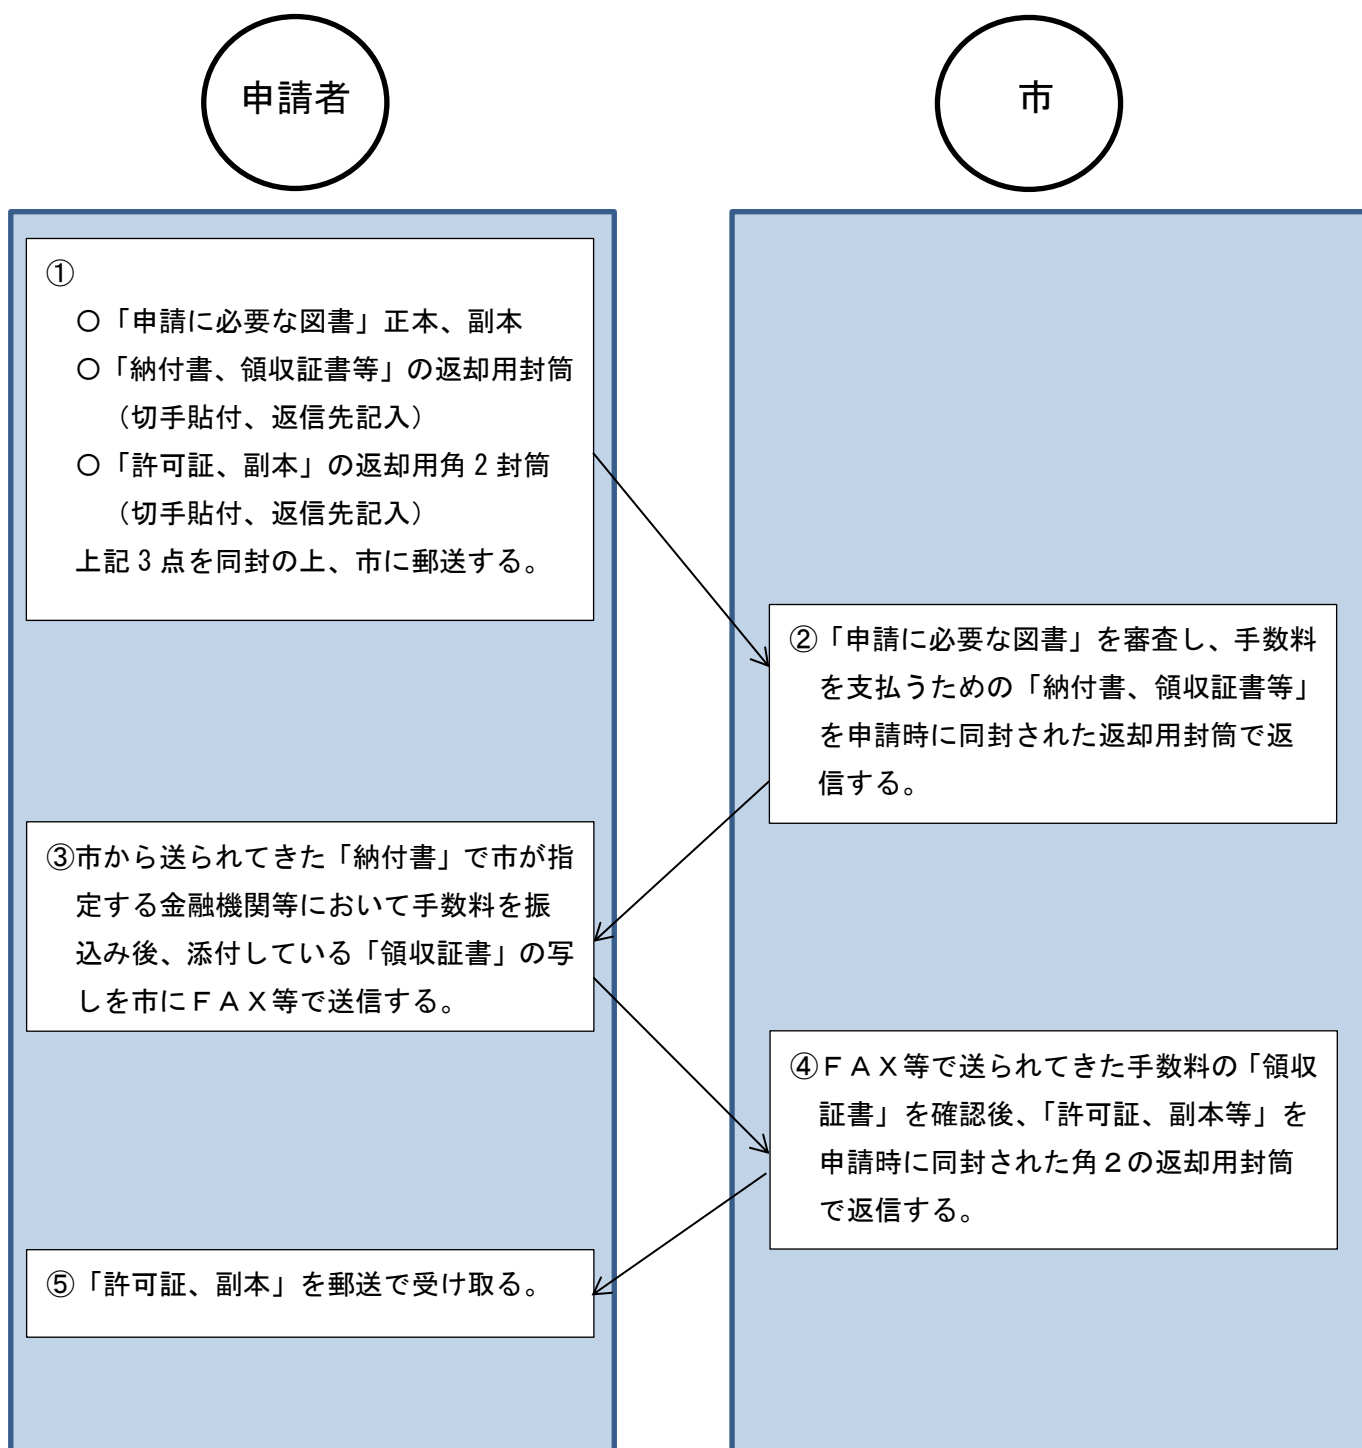 申請者
市
①
○「申請に必要な図書」正本、副本
○「納付書、領収証書等」の返却用封筒
（切手貼付、返信先記入）
○「許可証、副本」の返却用角2封筒
（切手貼付、返信先記入）
上記3点を同封の上、市に郵送する。
②「申請に必要な図書」を審査し、手数料
を支払うための「納付書、領収証書等」
を申請時に同封された返却用封筒で返
信する。
③市から送られてきた「納付書」で市が指
定する金融機関等において手数料を振
込み後、添付している「領収証書」の写
しを市にＦＡＸ等で送信する。
④ＦＡＸ等で送られてきた手数料の「領収
証書」を確認後、「許可証、副本等」を
申請時に同封された角２の返却用封筒
で返信する。
⑤「許可証、副本」を郵送で受け取る。